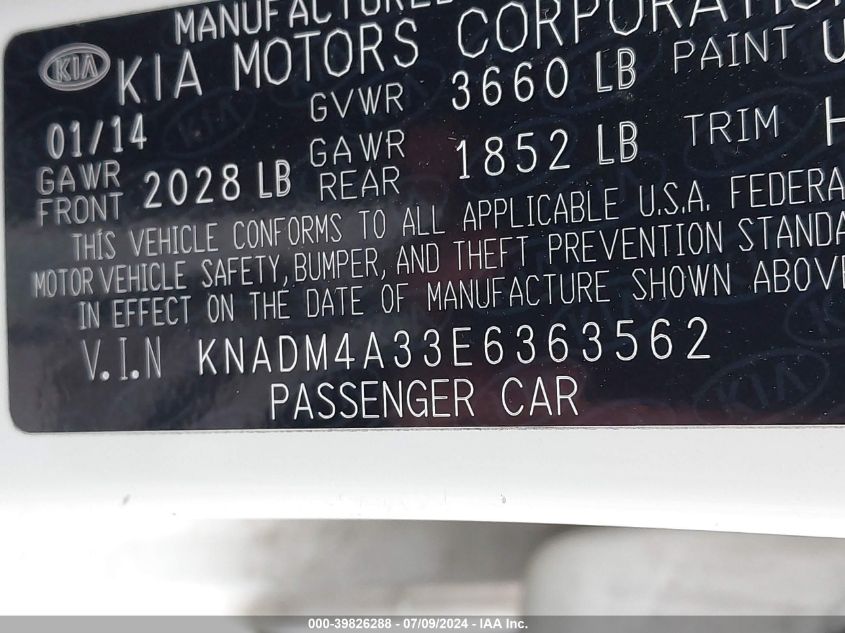 MANUFACTURED
KIA KIA MOTORS CORPORATION
01/14 GVWR 3660 LB PAINT U
GAWR FRONT 2028 LB GAWR REAR 1852 LB TRIM H
THIS VEHICLE CONFORMS TO ALL APPLICABLE U.S.A. FEDERA
MOTOR VEHICLE SAFETY, BUMPER, AND THEFT PREVENTION STANDA
IN EFFECT ON THE DATE OF MANUFACTURE SHOWN ABOVE
V.I.N KNADM4A33E6363562
PASSENGER CAR
000-39826288 - 07/09/2024 - IAA Inc.